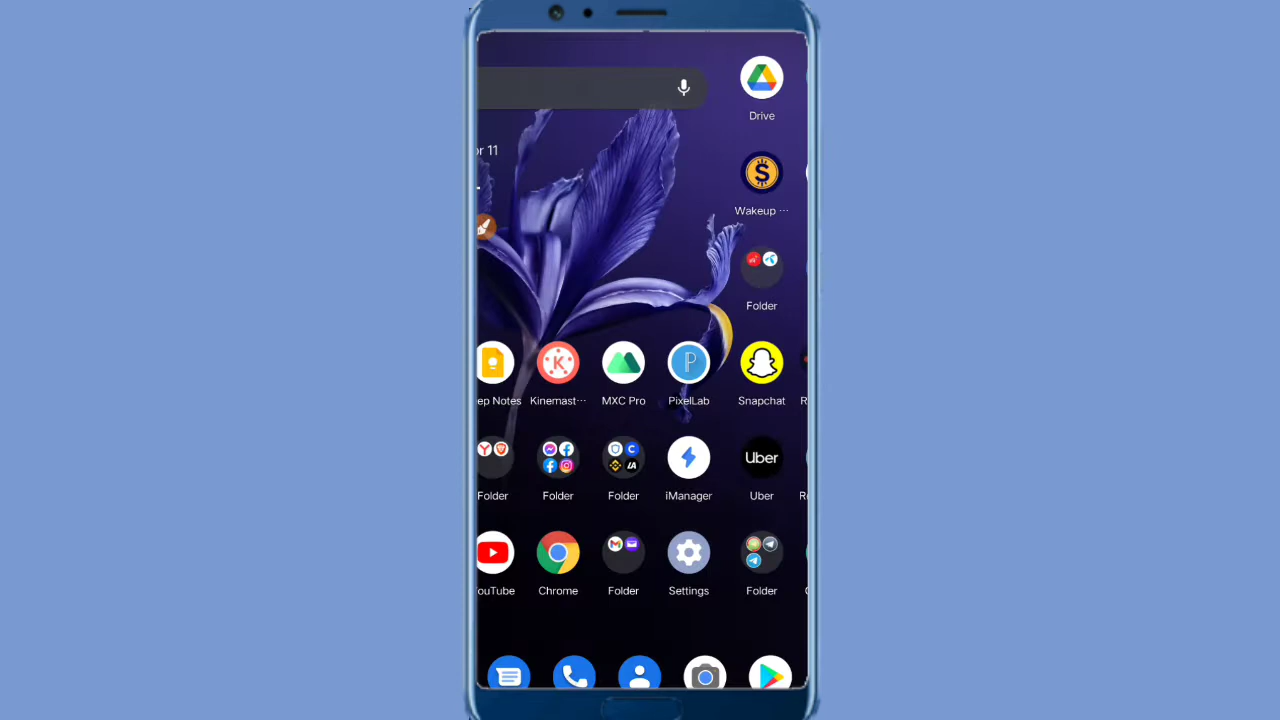 Drive
or 11
Wakeup ···
Folder
ep Notes Kinemast··· MXC Pro PixelLab Snapchat R
Uber
Folder Folder Folder iManager Uber R
ouTube Chrome Folder Settings Folder